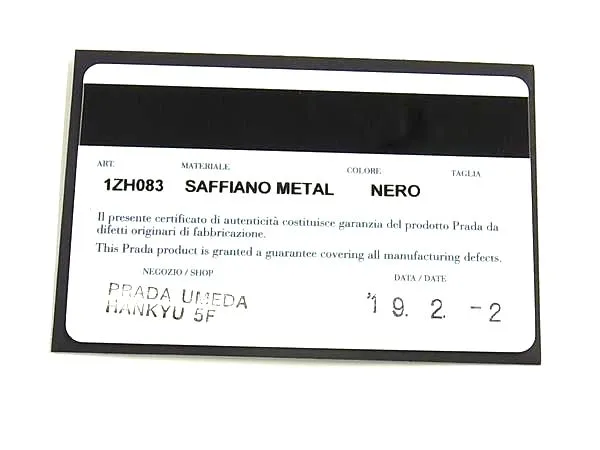 ART. MATERIALE COLORE TAGLIA
1ZH083 SAFFIANO METAL NERO
Il presente certificato di autenticità costituisce garanzia del prodotto Prada da
difetti originari di fabbricazione.
This Prada product is granted a guarantee covering all manufacturing defects.
NEGOZIO / SHOP DATA / DATE
PRADA UMEDA
HANKYU 5F
'19. 2. -2